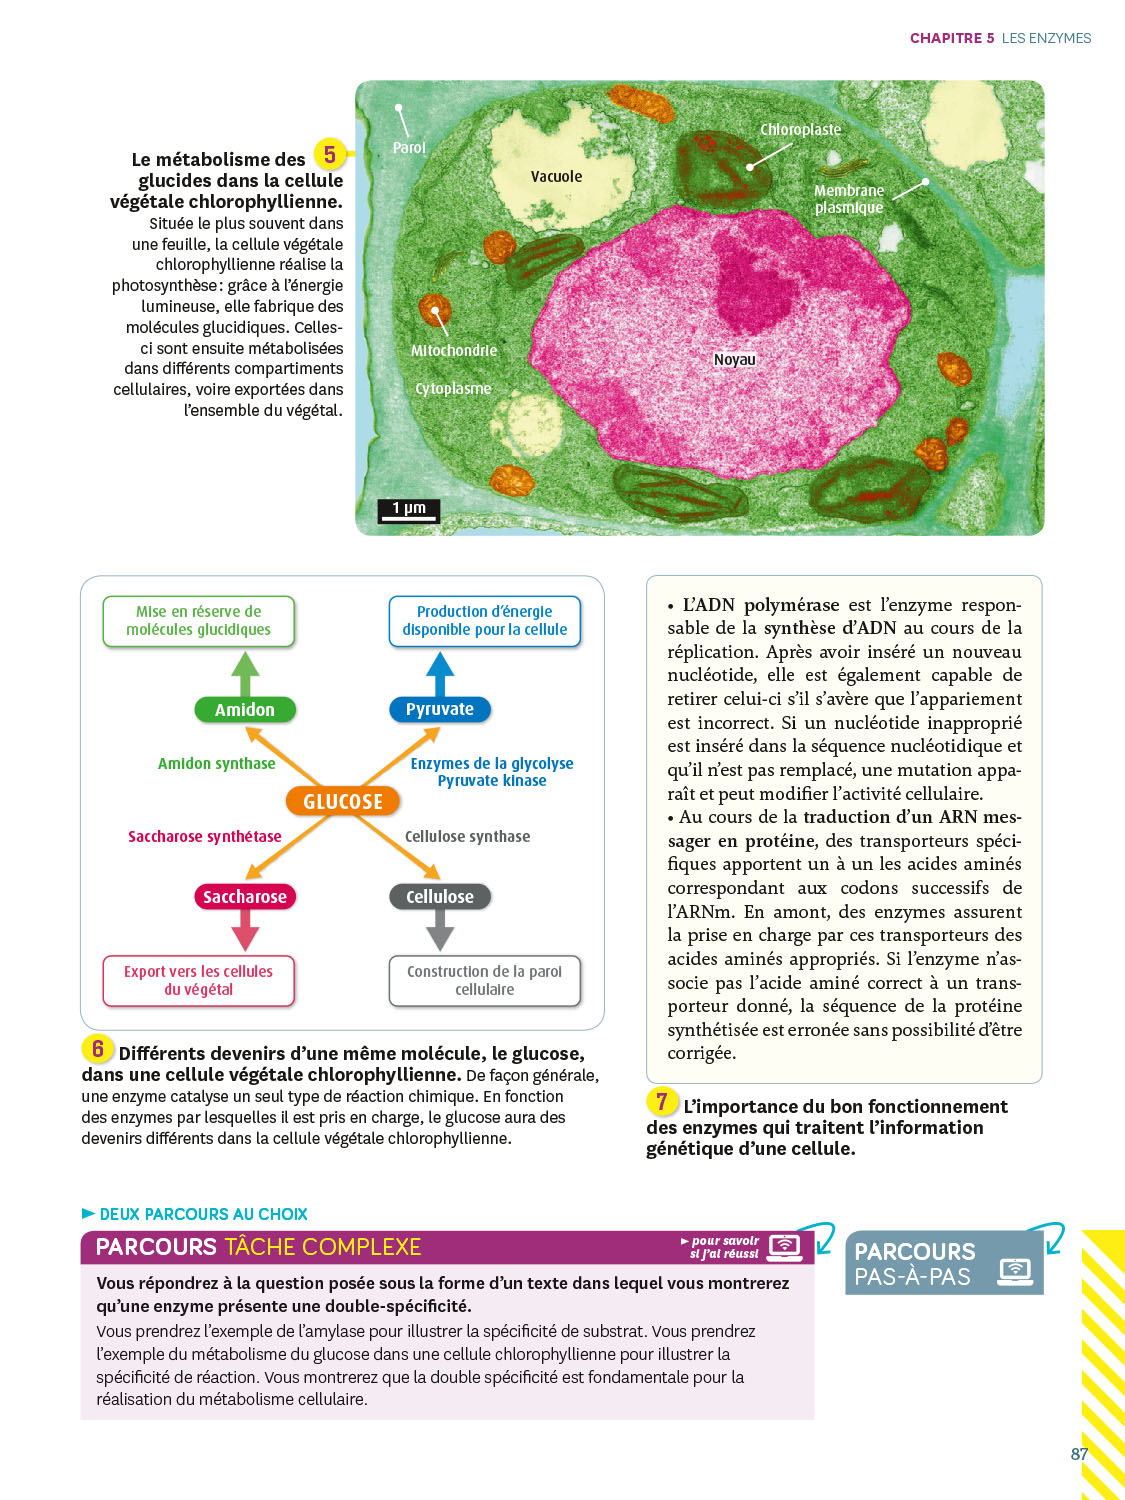 CHAPITRE 5 LES ENZYMES
5
Le métabolisme des
glucides dans la cellule
végétale chlorophyllienne.
Située le plus souvent dans
une feuille, la cellule végétale
chlorophyllienne réalise la
photosynthèse : grâce à l’énergie
lumineuse, elle fabrique des
molécules glucidiques. Celles-
ci sont ensuite métabolisées
dans différents compartiments
cellulaires, voire exportées dans
l’ensemble du végétal.
Paroi
Vacuole
Chloroplaste
Membrane
plasmique
Mitochondrie
Cytoplasme
Noyau
1 µm
Mise en réserve de
molécules glucidiques
Production d’énergie
disponible pour la cellule
Amidon
Pyruvate
Amidon synthase
Enzymes de la glycolyse
Pyruvate kinase
GLUCOSE
Saccharose synthétase
Cellulose synthase
Saccharose
Cellulose
Export vers les cellules
du végétal
Construction de la paroi
cellulaire
6 Différents devenirs d’une même molécule, le glucose,
dans une cellule végétale chlorophyllienne. De façon générale,
une enzyme catalyse un seul type de réaction chimique. En fonction
des enzymes par lesquelles il est pris en charge, le glucose aura des
devenirs différents dans la cellule végétale chlorophyllienne.
• L’ADN polymérase est l’enzyme respon-
sable de la synthèse d’ADN au cours de la
réplication. Après avoir inséré un nouveau
nucléotide, elle est également capable de
retirer celui-ci s’il s’avère que l’appariement
est incorrect. Si un nucléotide inapproprié
est inséré dans la séquence nucléotidique et
qu’il n’est pas remplacé, une mutation appa-
raît et peut modifier l’activité cellulaire.
• Au cours de la traduction d’un ARN mes-
sager en protéine, des transporteurs spéci-
fiques apportent un à un les acides aminés
correspondant aux codons successifs de
l’ARNm. En amont, des enzymes assurent
la prise en charge par ces transporteurs des
acides aminés appropriés. Si l’enzyme n’as-
socie pas l’acide aminé correct à un trans-
porteur donné, la séquence de la protéine
synthétisée est erronée sans possibilité d’être
corrigée.
7 L’importance du bon fonctionnement
des enzymes qui traitent l’information
génétique d’une cellule.
► DEUX PARCOURS AU CHOIX
PARCOURS TÂCHE COMPLEXE
► pour savoir
si j’ai réussi
Vous répondrez à la question posée sous la forme d’un texte dans lequel vous montrerez
qu’une enzyme présente une double-spécificité.
Vous prendrez l’exemple de l’amylase pour illustrer la spécificité de substrat. Vous prendrez
l’exemple du métabolisme du glucose dans une cellule chlorophyllienne pour illustrer la
spécificité de réaction. Vous montrerez que la double spécificité est fondamentale pour la
réalisation du métabolisme cellulaire.
PARCOURS
PAS-À-PAS
87